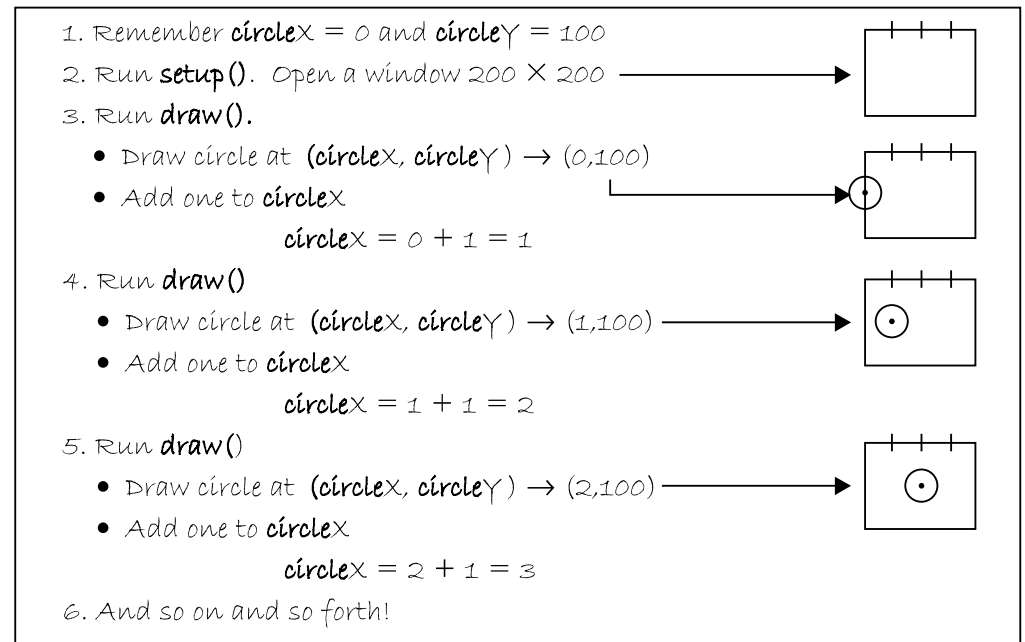 1. Remember circleX = 0 and circleY = 100
2. Run setup(). Open a window 200 × 200
3. Run draw().
• Draw circle at (circleX, circleY) → (0,100)
• Add one to circleX
circleX = 0 + 1 = 1
4. Run draw()
• Draw circle at (circleX, circleY) → (1,100)
• Add one to circleX
circleX = 1 + 1 = 2
5. Run draw()
• Draw circle at (circleX, circleY) → (2,100)
• Add one to circleX
circleX = 2 + 1 = 3
6. And so on and so forth!